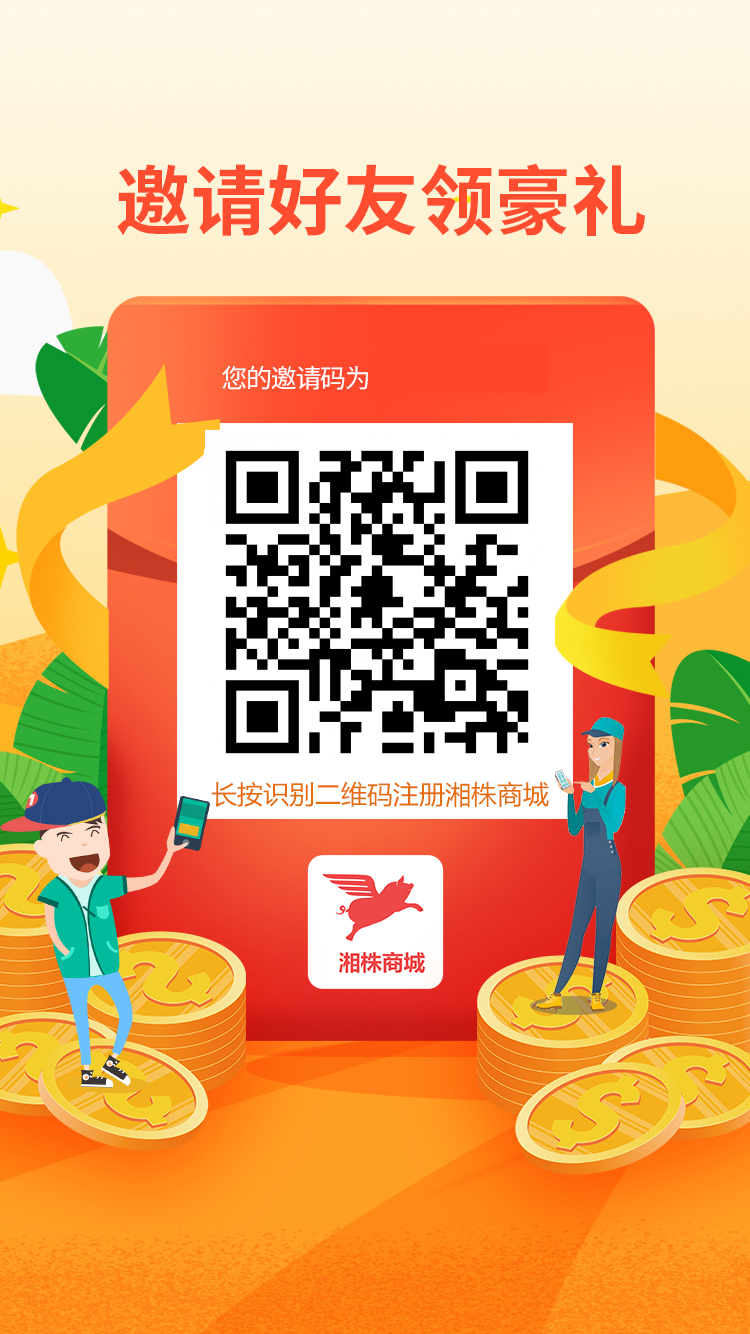 邀请好友领豪礼
您的邀请码为
长按识别二维码注册湘株商城
湘株商城